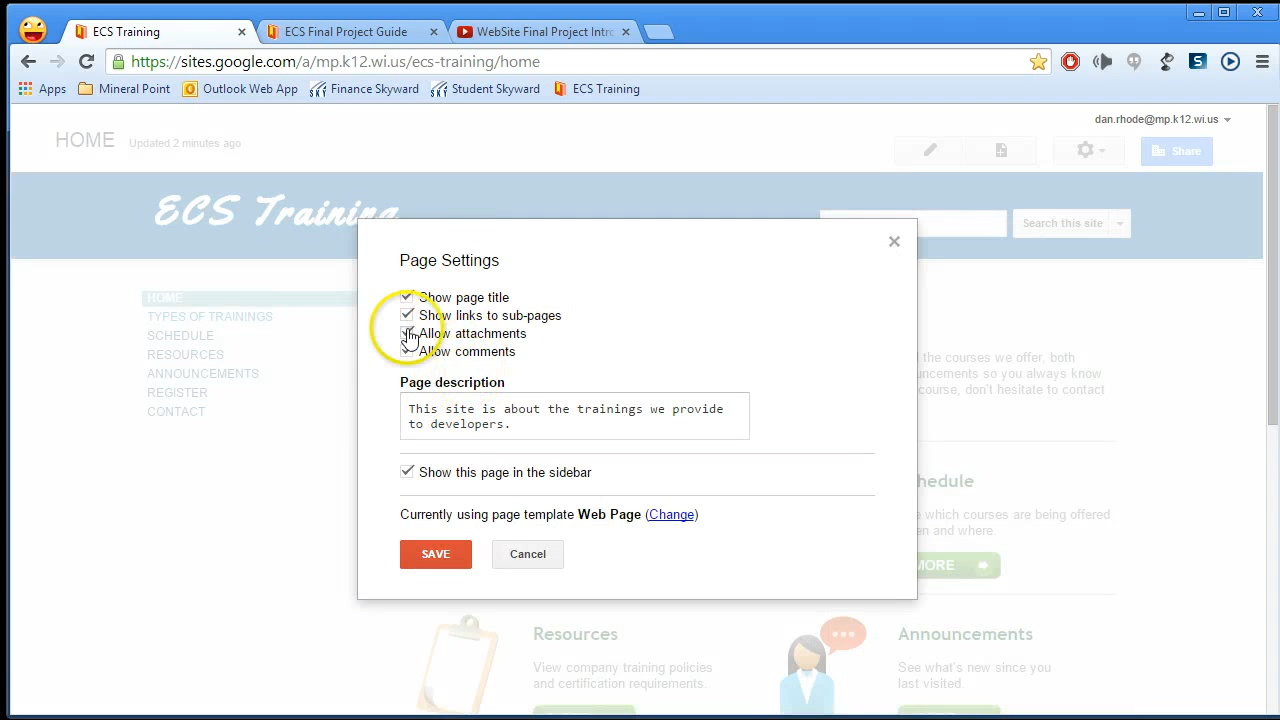 ECS Training
ECS Final Project Guide
WebSite Final Project Intro
https://sites.google.com/a/mp.k12.wi.us/ecs-training/home
Apps
Mineral Point
Outlook Web App
Finance Skyward
Student Skyward
ECS Training
dan.rhode@mp.k12.wi.us
HOME
Updated 2 minutes ago
Share
ECS Training
Search this site
HOME
TYPES OF TRAININGS
SCHEDULE
RESOURCES
ANNOUNCEMENTS
REGISTER
CONTACT
Page Settings
Show page title
Show links to sub-pages
Allow attachments
Allow comments
Page description
This site is about the trainings we provide
to developers.
Show this page in the sidebar
Currently using page template Web Page (Change)
SAVE
Cancel
the courses we offer, both
so you always know
course, don't hesitate to contact
which courses are being offered
and where.
MORE
Resources
View company training policies
and certification requirements.
Announcements
See what's new since you
last visited.